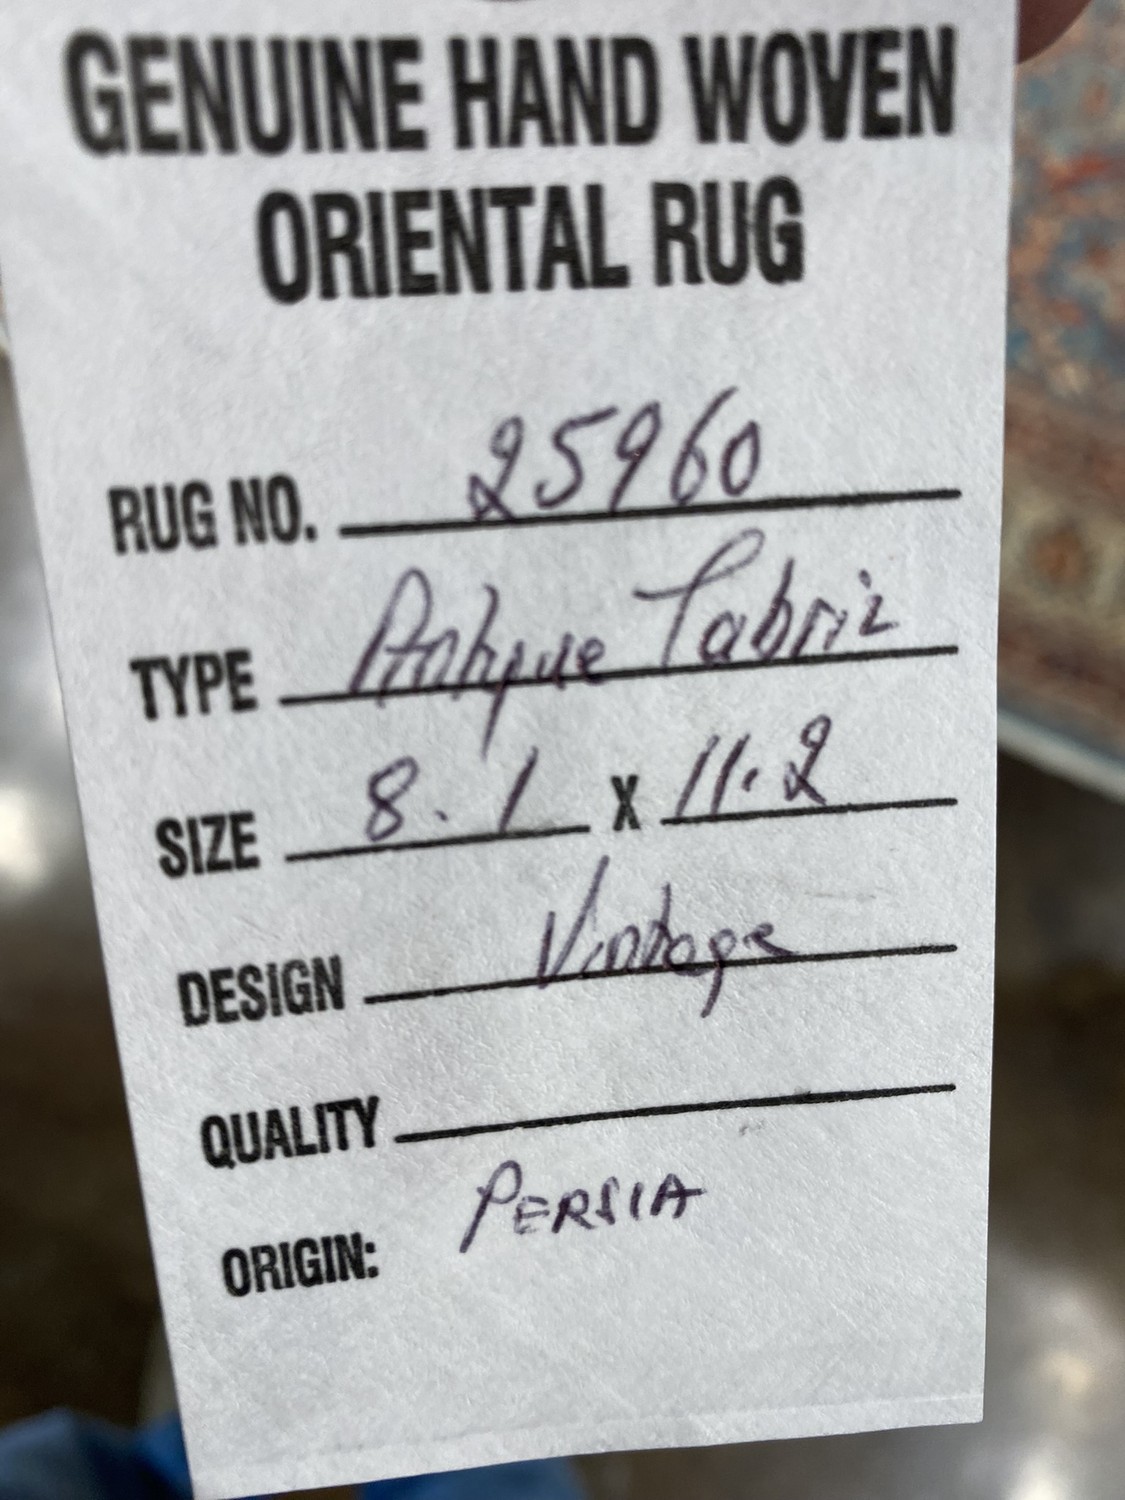 GENUINE HAND WOVEN
ORIENTAL RUG
RUG NO. 25960
TYPE Antique Tabriz
SIZE 8.1 X 11.2
DESIGN Vintage
QUALITY
ORIGIN: PERSIA